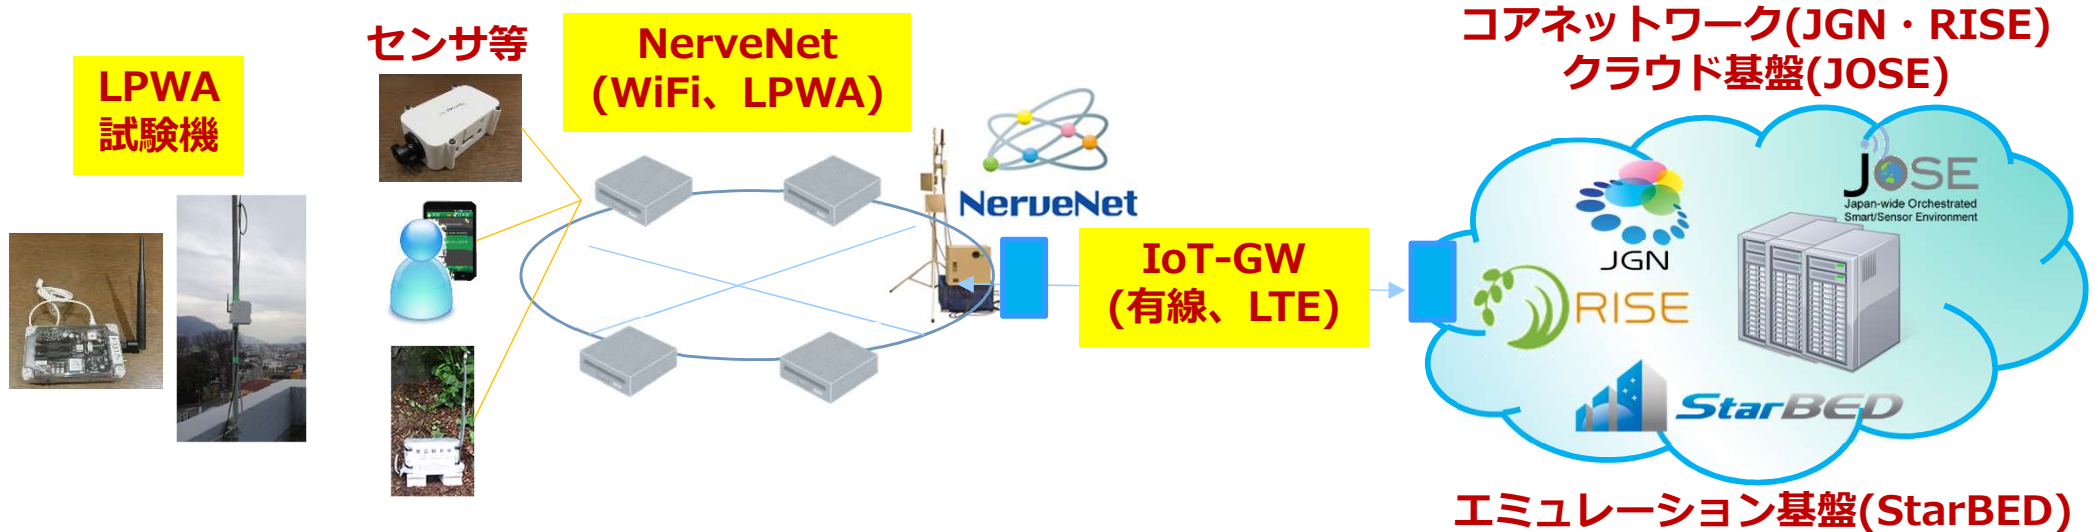 LPWA
試験機
センサ等
NerveNet
(WiFi、LPWA)
NerveNet
IoT-GW
(有線、LTE)
コアネットワーク(JGN・RISE)
クラウド基盤(JOSE)
JGN
JOSE
Japan-wide Orchestrated
Smart/Sensor Environment
RISE
StarBED
エミュレーション基盤(StarBED)